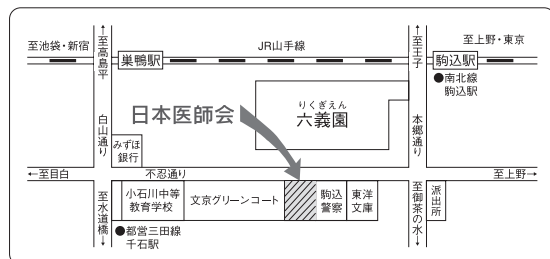 至池袋・新宿
至高島平
巣鴨駅
JR山手線
至王子
至上野・東京
駒込駅
●南北線
駒込駅
りくぎえん
六義園
日本医師会
白山通り
本郷通り
みずほ
銀行
←至目白
不忍通り
至上野→
至水道橋
小石川中等
教育学校
文京グリーンコート
駒込
警察
東洋
文庫
至御茶の水
派出所
●都営三田線
千石駅